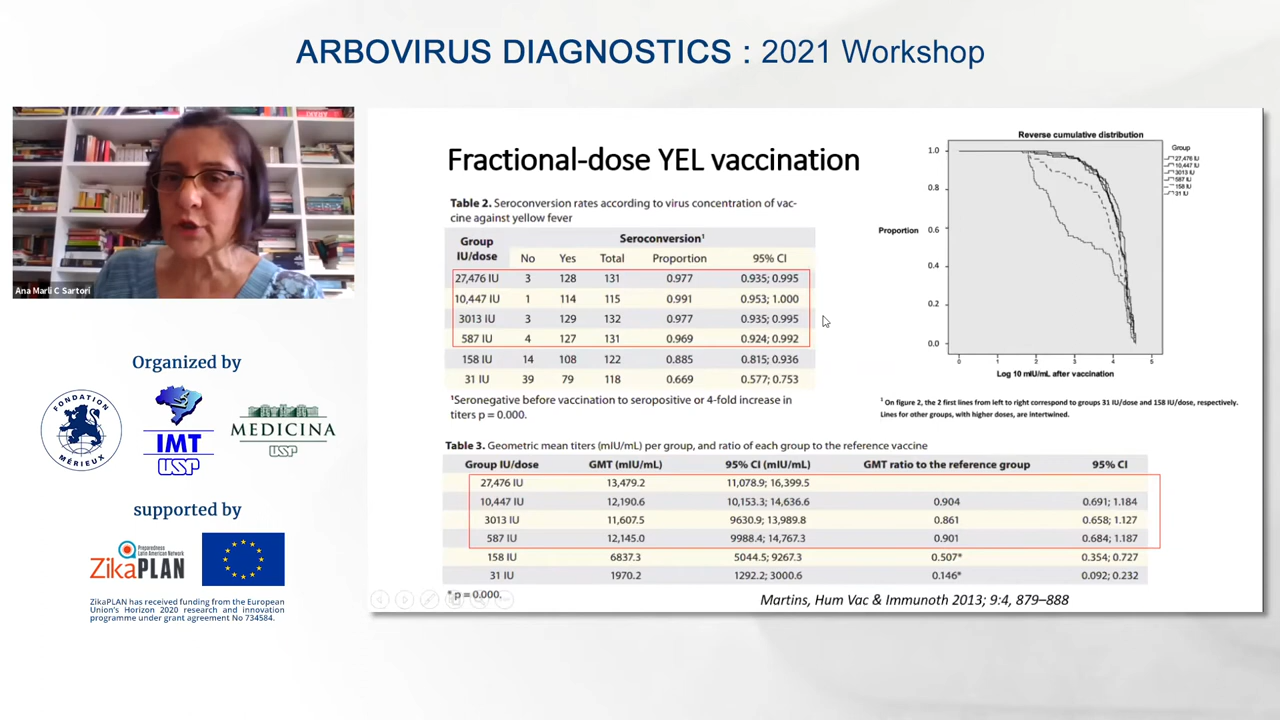 ARBOVIRUS DIAGNOSTICS : 2021 Workshop
Ana Marli C Sartori
Organized by
FONDATION
MÉRIEUX
IMT
USP
MEDICINA
USP
supported by
Preparedness
Latin American Network
ZikaPLAN
ZikaPLAN has received funding from the European
Union's Horizon 2020 research and innovation
programme under grant agreement No 734584.
Fractional-dose YEL vaccination
Table 2. Seroconversion rates according to virus concentration of vac-
cine against yellow fever
Group IU/dose Seroconversion¹
No Yes Total Proportion 95% CI
27,476 IU 3 128 131 0.977 0.935; 0.995
10,447 IU 1 114 115 0.991 0.953; 1.000
3013 IU 3 129 132 0.977 0.935; 0.995
587 IU 4 127 131 0.969 0.924; 0.992
158 IU 14 108 122 0.885 0.815; 0.936
31 IU 39 79 118 0.669 0.577; 0.753
¹Seronegative before vaccination to seropositive or 4-fold increase in
titers p = 0.000.
Reverse cumulative distribution
Group
27,476 IU
10,447 IU
3013 IU
587 IU
158 IU
31 IU
Proportion
1.0
0.8
0.6
0.4
0.2
0.0
0 1 2 3 4 5
Log 10 mIU/mL after vaccination
¹ On figure 2, the 2 first lines from left to right correspond to groups 31 IU/dose and 158 IU/dose, respectively.
Lines for other groups, with higher doses, are intertwined.
Table 3. Geometric mean titers (mIU/mL) per group, and ratio of each group to the reference vaccine
Group IU/dose GMT (mIU/mL) 95% CI (mIU/mL) GMT ratio to the reference group 95% CI
27,476 IU 13,479.2 11,078.9; 16,399.5
10,447 IU 12,190.6 10,153.3; 14,636.6 0.904 0.691; 1.184
3013 IU 11,607.5 9630.9; 13,989.8 0.861 0.658; 1.127
587 IU 12,145.0 9988.4; 14,767.3 0.901 0.684; 1.187
158 IU 6837.3 5044.5; 9267.3 0.507* 0.354; 0.727
31 IU 1970.2 1292.2; 3000.6 0.146* 0.092; 0.232
* p = 0.000.
Martins, Hum Vac & Immunoth 2013; 9:4, 879–888